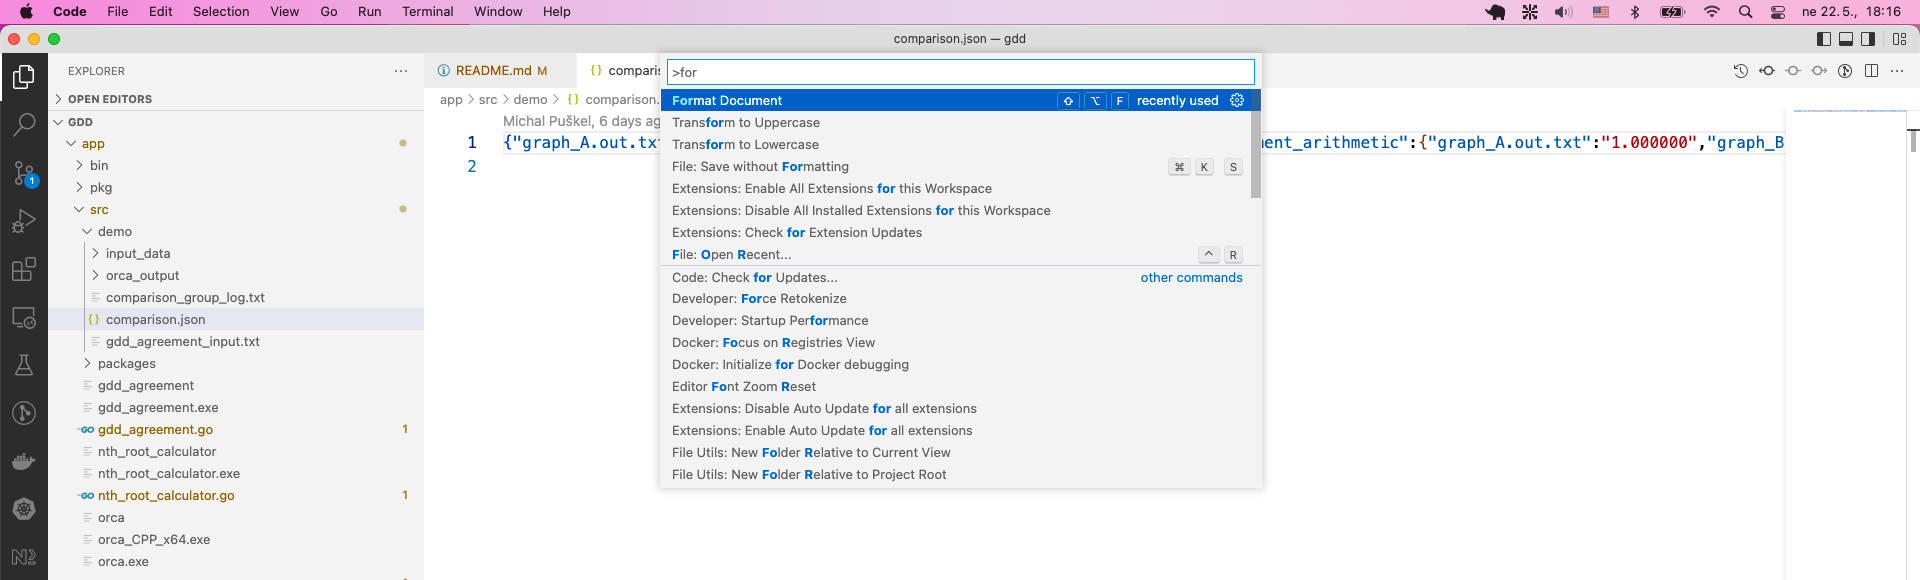 Code File Edit Selection View Go Run Terminal Window Help
ne 22.5., 18:16
comparison.json — gdd
EXPLORER
OPEN EDITORS
GDD
app
bin
pkg
src
demo
input_data
orca_output
comparison_group_log.txt
comparison.json
gdd_agreement_input.txt
packages
gdd_agreement
gdd_agreement.exe
gdd_agreement.go 1
nth_root_calculator
nth_root_calculator.exe
nth_root_calculator.go 1
orca
orca_CPP_x64.exe
orca.exe
1
README.md M
{} comparis
app > src > demo > {} comparison.
Michal Puškel, 6 days ag
1 {"graph_A.out.tx ent_arithmetic":{"graph_A.out.txt":"1.000000","graph_B
2
>for
Format Document ⇧ ⌥ F recently used
Transform to Uppercase
Transform to Lowercase
File: Save without Formatting ⌘ K S
Extensions: Enable All Extensions for this Workspace
Extensions: Disable All Installed Extensions for this Workspace
Extensions: Check for Extension Updates
File: Open Recent... ^ R
Code: Check for Updates... other commands
Developer: Force Retokenize
Developer: Startup Performance
Docker: Focus on Registries View
Docker: Initialize for Docker debugging
Editor Font Zoom Reset
Extensions: Disable Auto Update for all extensions
Extensions: Enable Auto Update for all extensions
File Utils: New Folder Relative to Current View
File Utils: New Folder Relative to Project Root